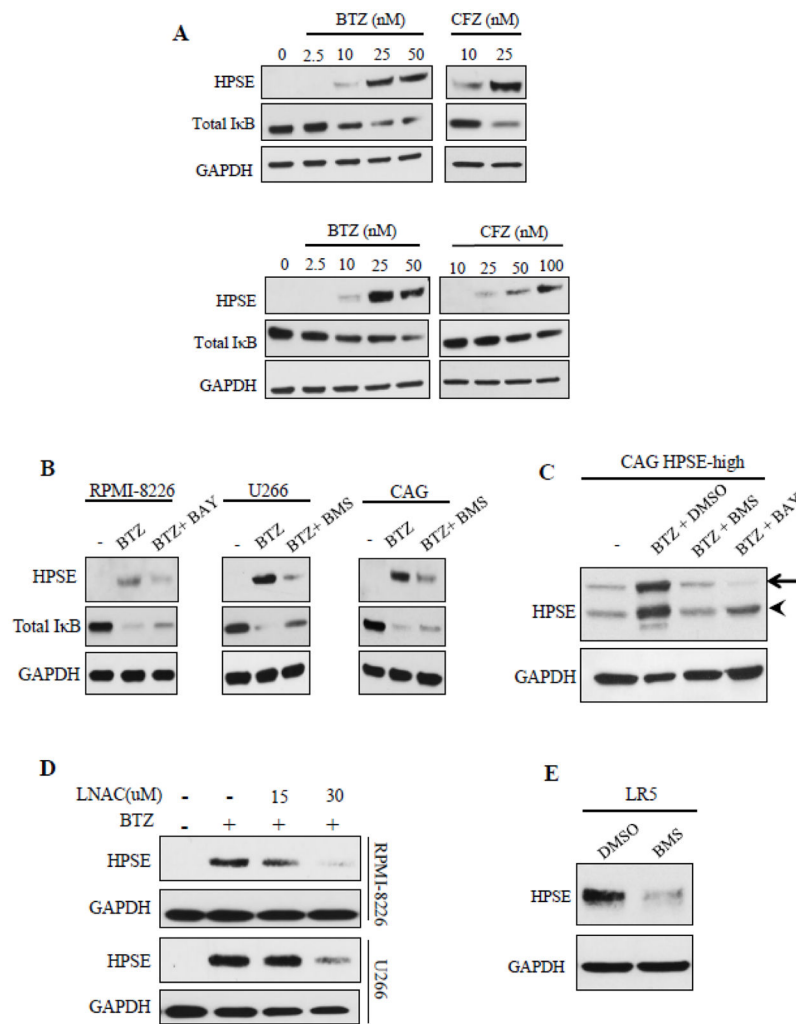 A
BTZ (nM) CFZ (nM)
0 2.5 10 25 50 10 25
HPSE
Total IκB
GAPDH
BTZ (nM) CFZ (nM)
0 2.5 10 25 50 10 25 50 100
HPSE
Total IκB
GAPDH
B
RPMI-8226 U266 CAG
- BTZ BTZ+ BAY - BTZ BTZ+ BMS - BTZ BTZ+ BMS
HPSE
Total IκB
GAPDH
C
CAG HPSE-high
- BTZ + DMSO BTZ + BMS BTZ + BAY
HPSE
GAPDH
D
LNAC(uM) - - 15 30
BTZ - + + +
HPSE
GAPDH
RPMI-8226
HPSE
GAPDH
U266
E
LR5
DMSO BMS
HPSE
GAPDH